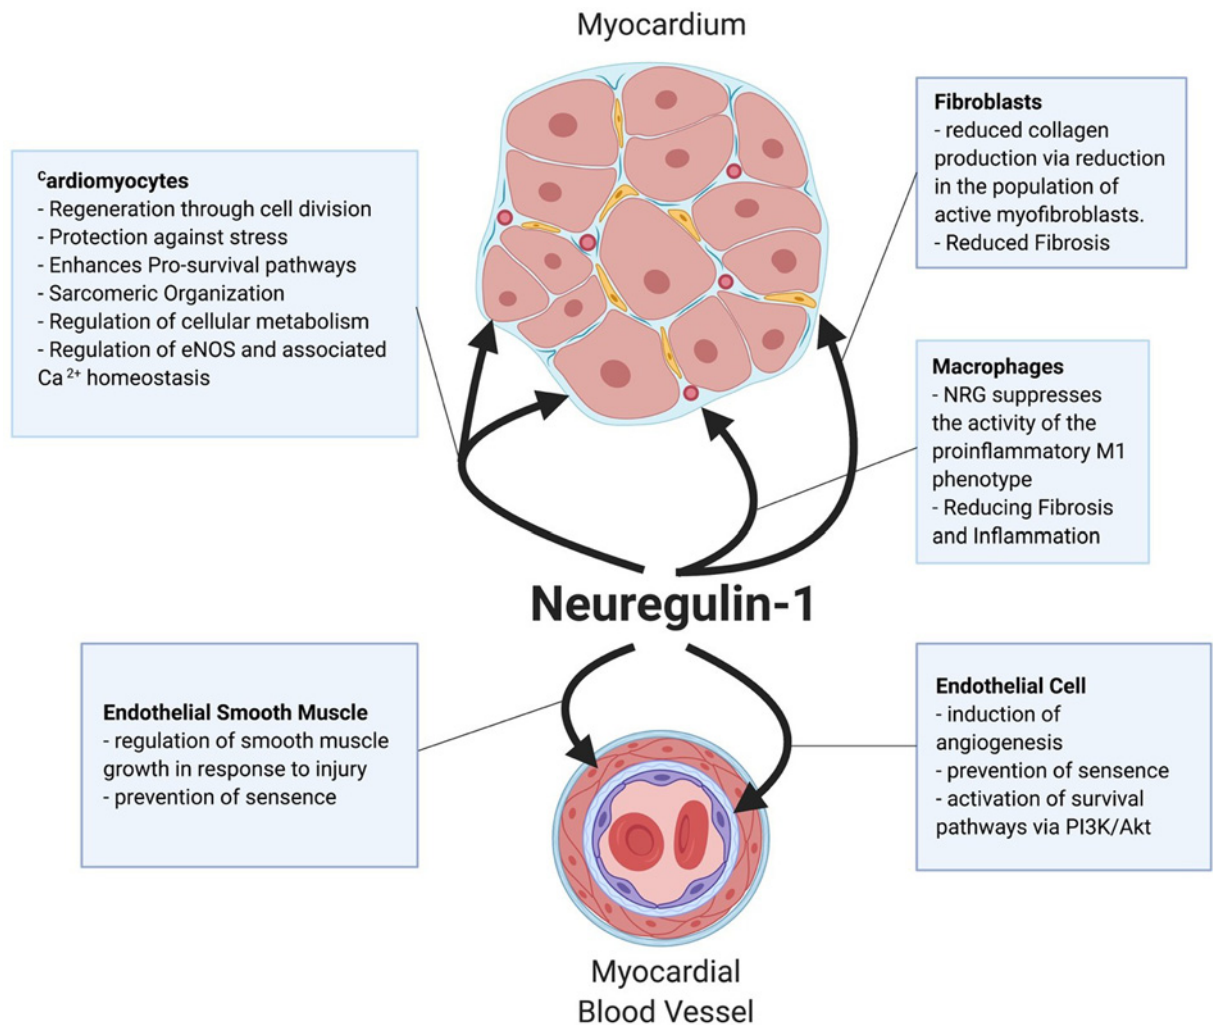 Myocardium
Cardiomyocytes
- Regeneration through cell division
- Protection against stress
- Enhances Pro-survival pathways
- Sarcomeric Organization
- Regulation of cellular metabolism
- Regulation of eNOS and associated
Ca²⁺ homeostasis
Fibroblasts
- reduced collagen
production via reduction
in the population of
active myofibroblasts.
- Reduced Fibrosis
Macrophages
- NRG suppresses
the activity of the
proinflammatory M1
phenotype
- Reducing Fibrosis
and Inflammation
Neuregulin-1
Endothelial Smooth Muscle
- regulation of smooth muscle
growth in response to injury
- prevention of sensence
Endothelial Cell
- induction of
angiogenesis
- prevention of sensence
- activation of survival
pathways via PI3K/Akt
Myocardial
Blood Vessel